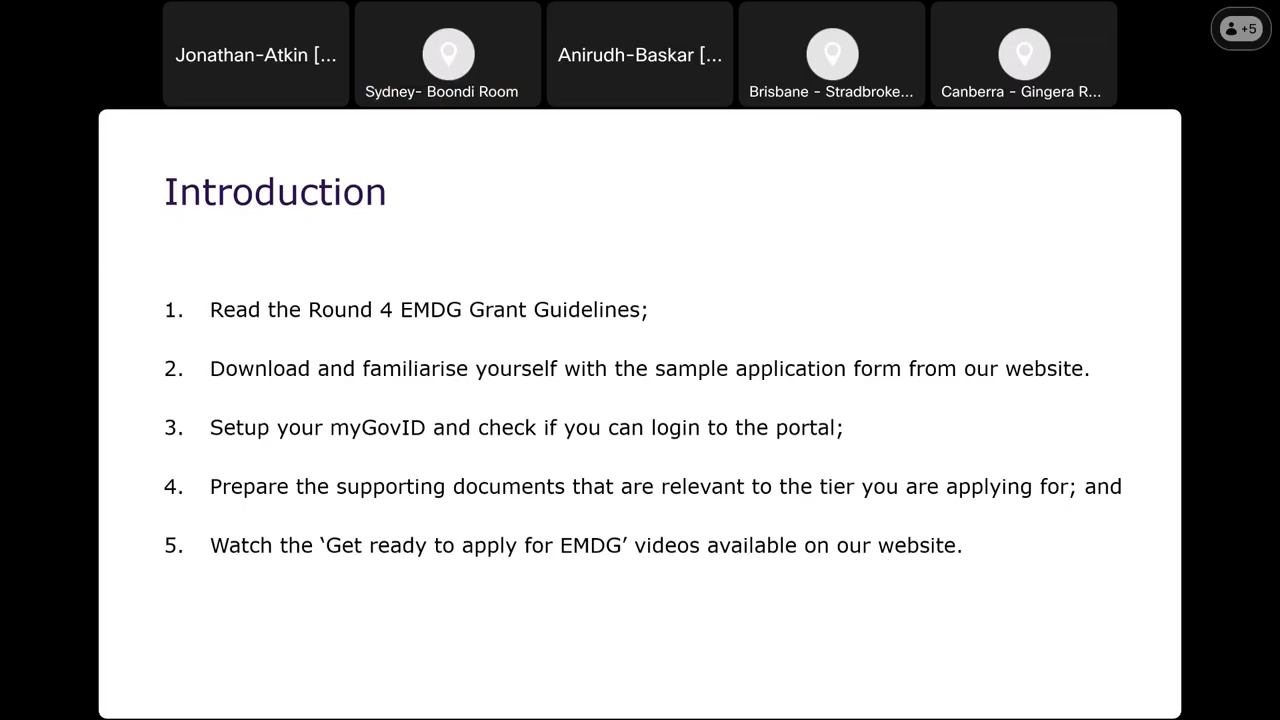 Jonathan-Atkin [...
Sydney- Boondi Room
Anirudh-Baskar [...
Brisbane - Stradbroke...
Canberra - Gingera R...
+5
Introduction
1. Read the Round 4 EMDG Grant Guidelines;
2. Download and familiarise yourself with the sample application form from our website.
3. Setup your myGovID and check if you can login to the portal;
4. Prepare the supporting documents that are relevant to the tier you are applying for; and
5. Watch the ‘Get ready to apply for EMDG’ videos available on our website.